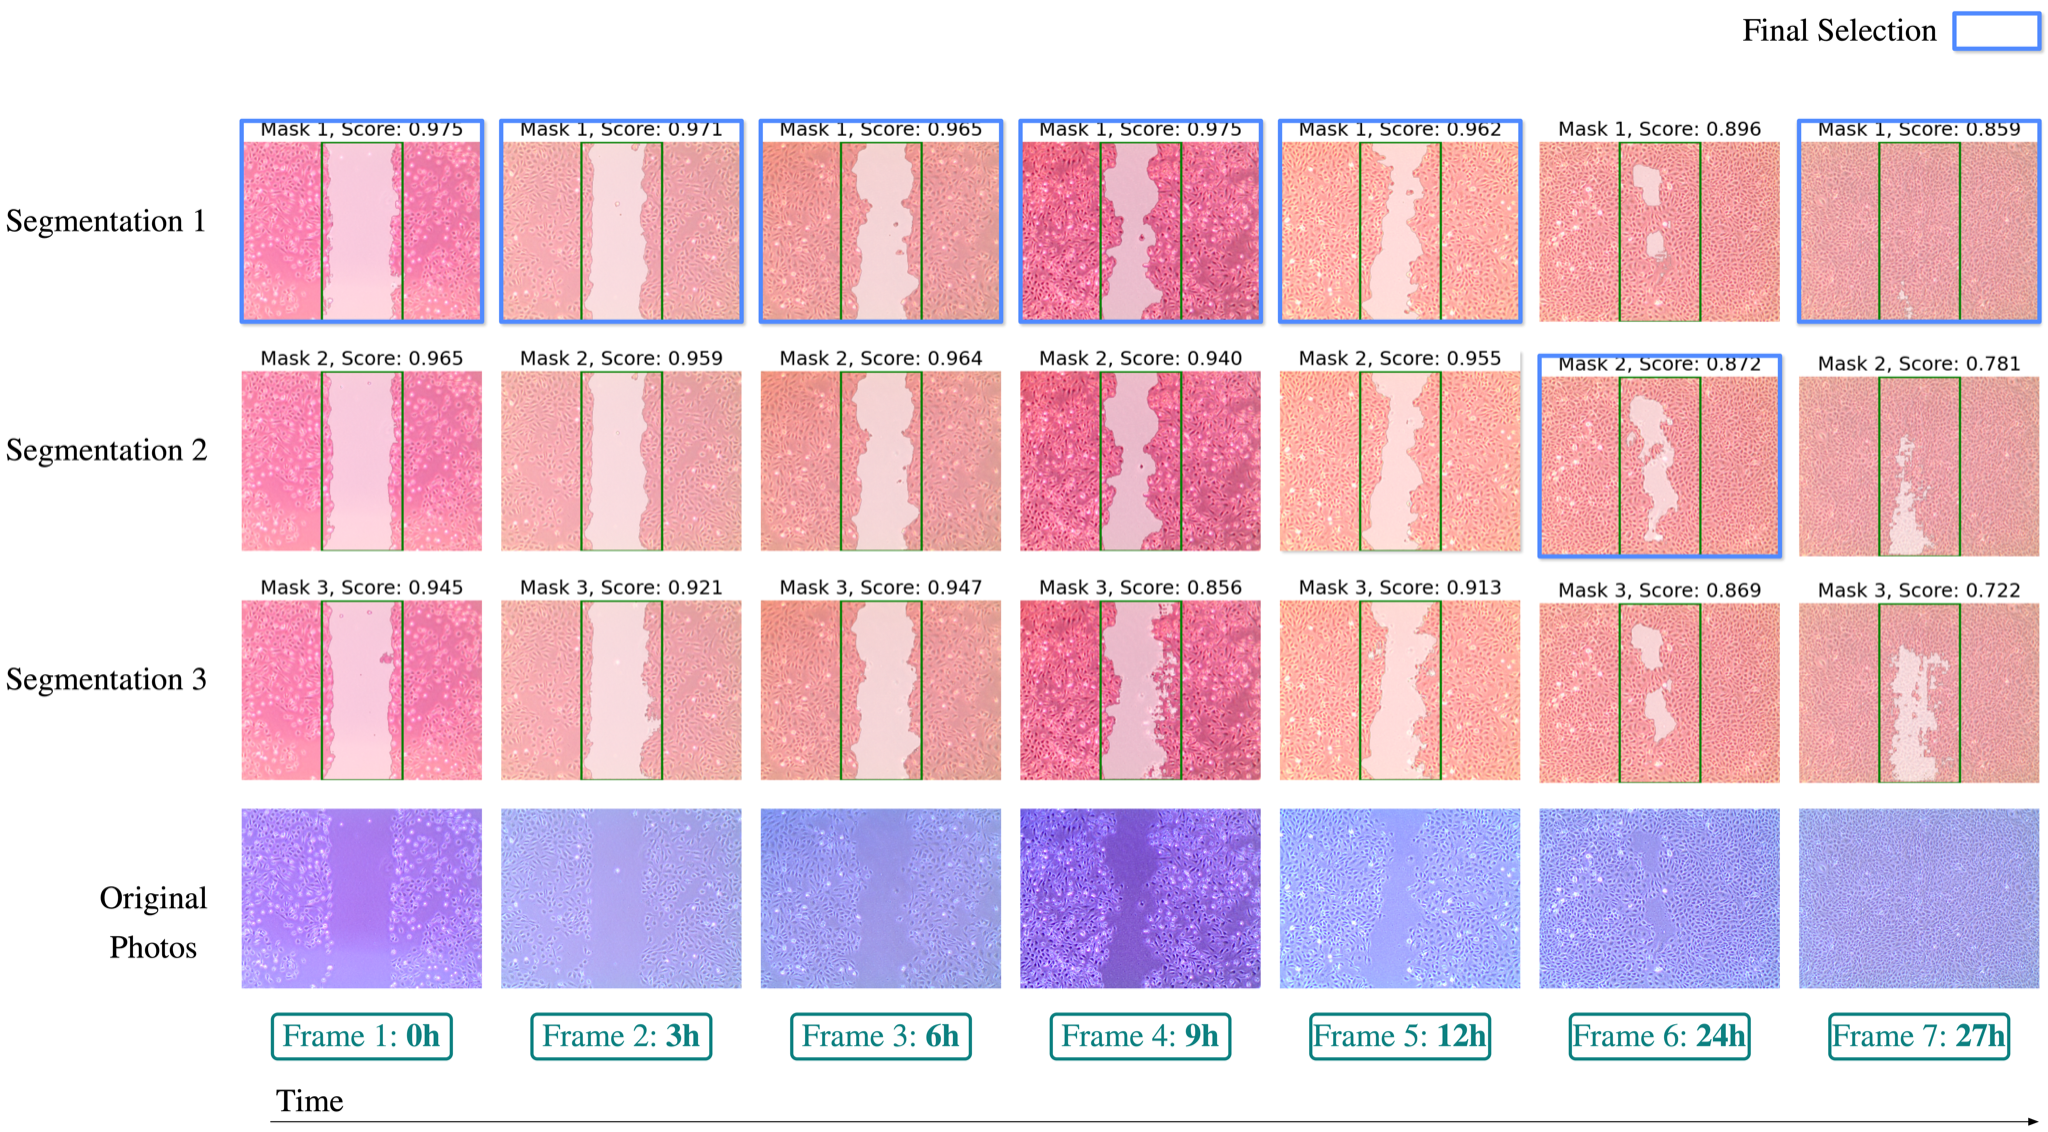 Final Selection
Mask 1, Score: 0.975
Mask 1, Score: 0.971
Mask 1, Score: 0.965
Mask 1, Score: 0.975
Mask 1, Score: 0.962
Mask 1, Score: 0.896
Mask 1, Score: 0.859
Segmentation 1
Mask 2, Score: 0.965
Mask 2, Score: 0.959
Mask 2, Score: 0.964
Mask 2, Score: 0.940
Mask 2, Score: 0.955
Mask 2, Score: 0.872
Mask 2, Score: 0.781
Segmentation 2
Mask 3, Score: 0.945
Mask 3, Score: 0.921
Mask 3, Score: 0.947
Mask 3, Score: 0.856
Mask 3, Score: 0.913
Mask 3, Score: 0.869
Mask 3, Score: 0.722
Segmentation 3
Original
Photos
Frame 1: 0h
Frame 2: 3h
Frame 3: 6h
Frame 4: 9h
Frame 5: 12h
Frame 6: 24h
Frame 7: 27h
Time